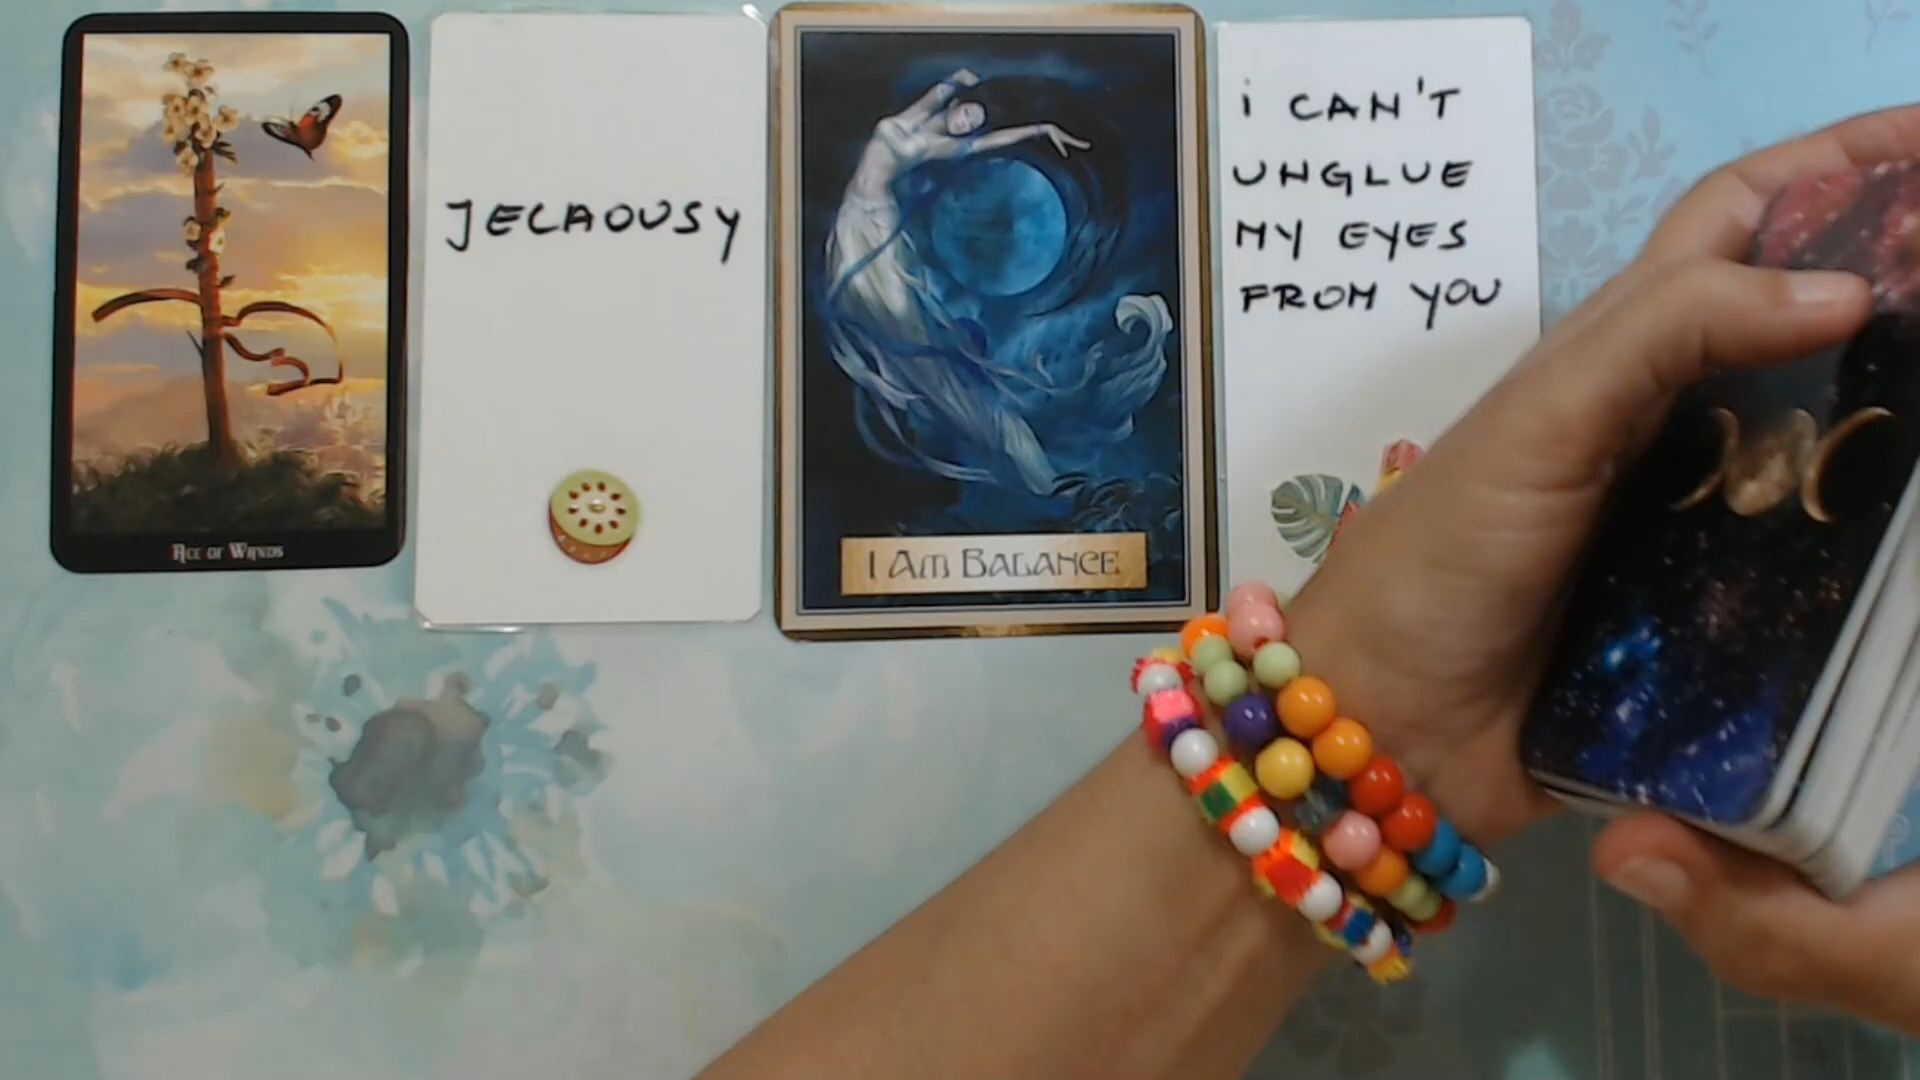 ACE OF WANDS
JELAOUSY
I AM BALANCE
i CAN'T
UNGLUE
MY EYES
FROM YOU